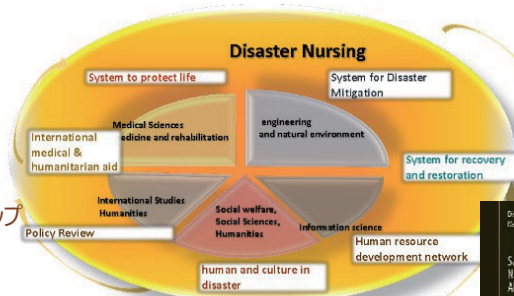 Disaster Nursing
System to protect life
System for Disaster
Mitigation
Medical Sciences
edicine and rehabilitation
engineering
and natural environment
International
medical &
humanitarian aid
System for recovery
and restoration
International Studies
Humanities
Social welfare,
Social Sciences,
Humanities
Information science
プ
Policy Review
Human resource
development network
human and culture in
disaster